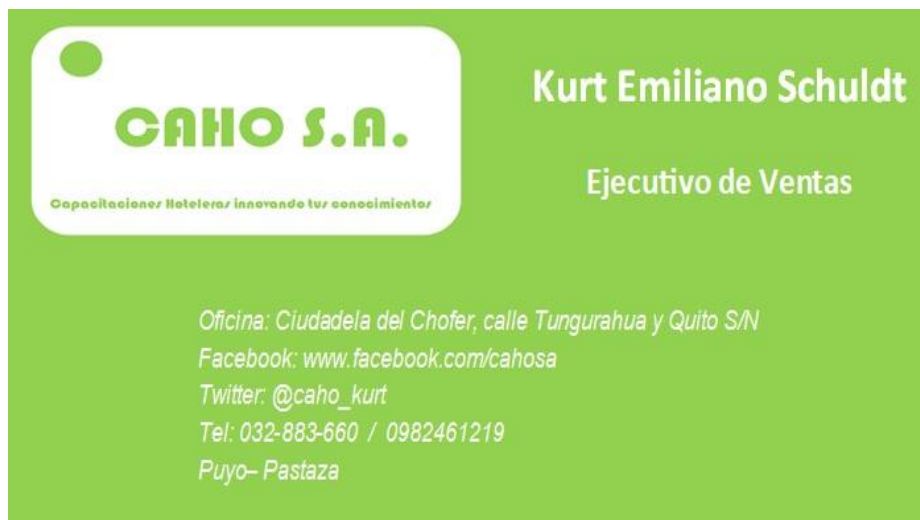 CAHO S.A.
Capacitaciones Hoteleras innovando tus conocimientos
Kurt Emiliano Schuldt
Ejecutivo de Ventas
Oficina: Ciudadela del Chofer, calle Tungurahua y Quito S/N
Facebook: www.facebook.com/cahosa
Twitter: @caho_kurt
Tel: 032-883-660 / 0982461219
Puyo– Pastaza